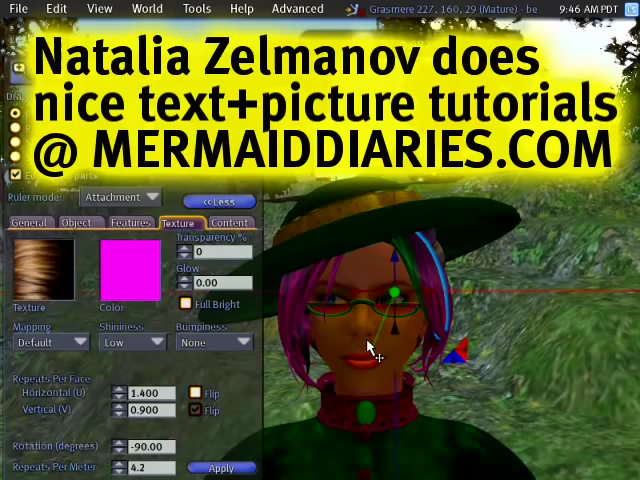 File Edit View World Tools Help Advanced Grasmere 227, 160, 29 (Mature) - be 9:46 AM PDT
Natalia Zelmanov does
nice text+picture tutorials
@ MERMAIDDIARIES.COM
Ruler mode: Attachment << Less
General Object Features Texture Content
Transparency %
0
Glow
0.00
Full Bright
Texture Color
Mapping Shininess Bumpiness
Default Low None
Repeats Per Face
Horizontal (U) 1.400 Flip
Vertical (V) 0.900 Flip
Rotation (degrees) -90.00
Repeats Per Meter 4.2 Apply